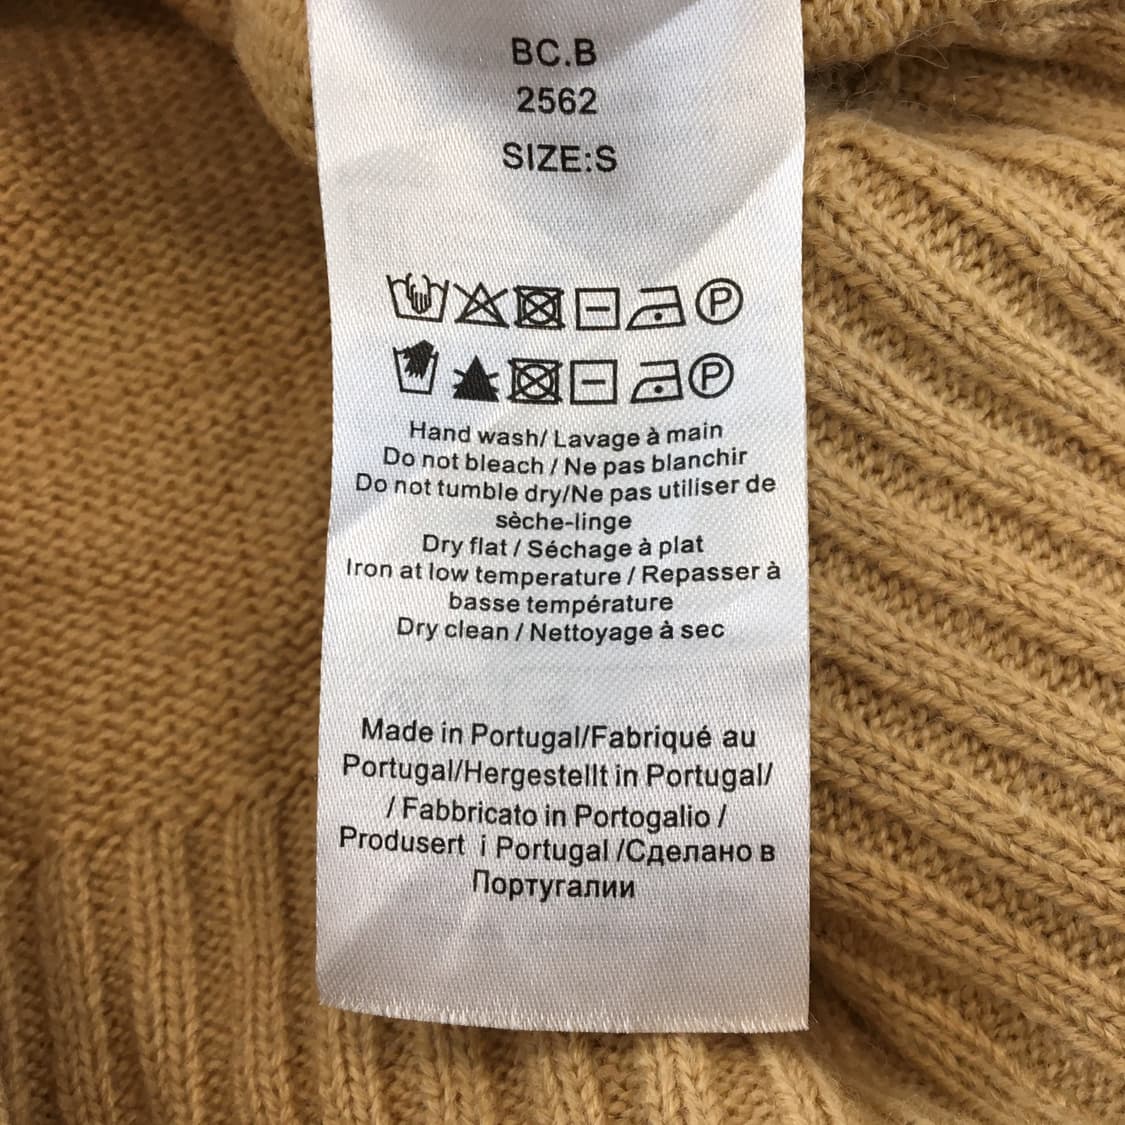 BC.B
2562
SIZE:S
P
P
Hand wash/ Lavage à main
Do not bleach / Ne pas blanchir
Do not tumble dry/Ne pas utiliser de
sèche-linge
Dry flat / Séchage à plat
Iron at low temperature / Repasser à
basse température
Dry clean / Nettoyage à sec
Made in Portugal/Fabriqué au
Portugal/Hergestellt in Portugal/
/ Fabbricato in Portogalio /
Produsert i Portugal /Сделано в
Португалии